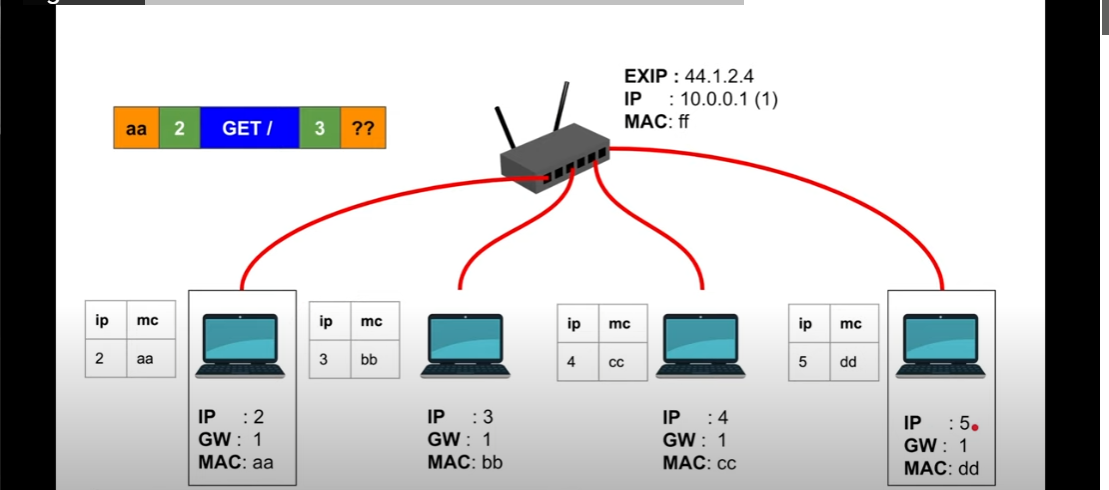 EXIP : 44.1.2.4
IP : 10.0.0.1 (1)
MAC: ff
aa 2 GET / 3 ??
ip mc
2 aa
ip mc
3 bb
ip mc
4 cc
ip mc
5 dd
IP : 2
GW : 1
MAC: aa
IP : 3
GW : 1
MAC: bb
IP : 4
GW : 1
MAC: cc
IP : 5
GW : 1
MAC: dd